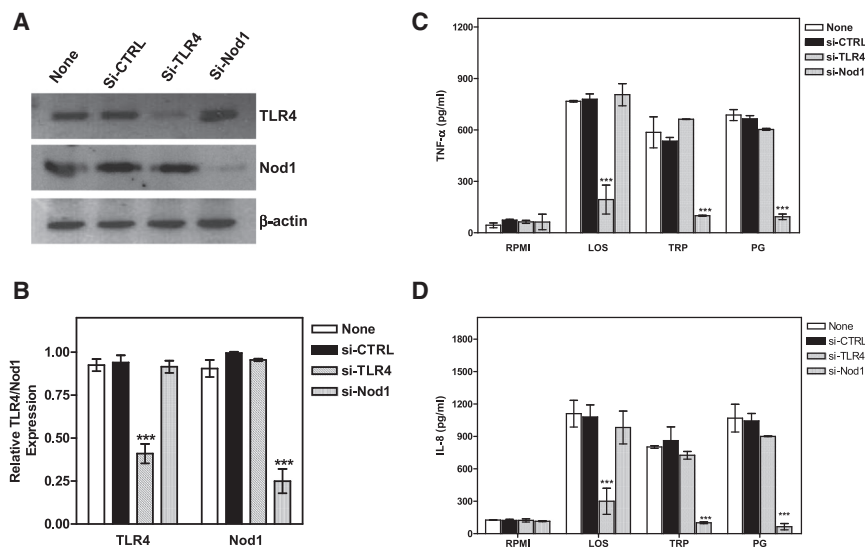 A
None
Si-CTRL
Si-TLR4
Si-Nod1
TLR4
Nod1
β-actin
B
Relative TLR4/Nod1
Expression
1.00
0.75
0.50
0.25
0.00
***
***
TLR4
Nod1
None
si-CTRL
si-TLR4
si-Nod1
C
TNF-α (pg/ml)
1200
900
600
300
0
***
***
***
RPMI
LOS
TRP
PG
None
si-CTRL
si-TLR4
si-Nod1
D
IL-8 (pg/ml)
1800
1500
1200
900
600
300
0
***
***
***
RPMI
LOS
TRP
PG
None
si-CTRL
si-TLR4
si-Nod1